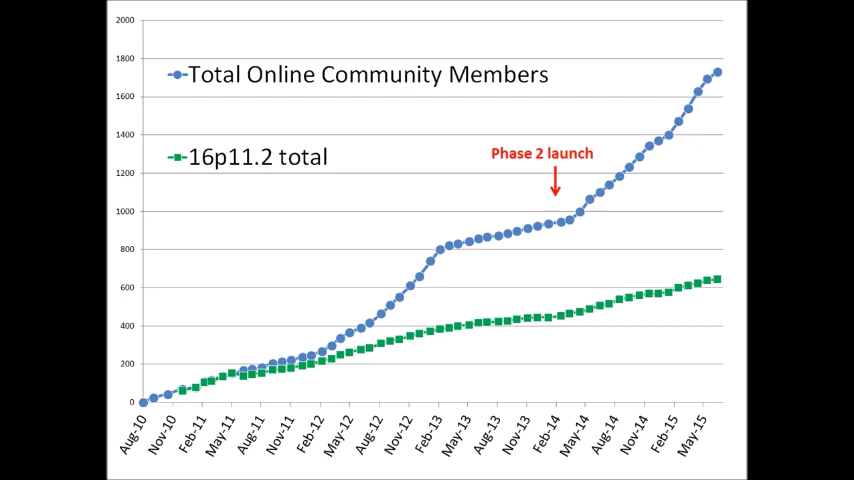 2000
1800
Total Online Community Members
1600
1400
16p11.2 total
Phase 2 launch
1200
1000
800
600
400
200
0
Aug-10
Nov-10
Feb-11
May-11
Aug-11
Nov-11
Feb-12
May-12
Aug-12
Nov-12
Feb-13
May-13
Aug-13
Nov-13
Feb-14
May-14
Aug-14
Nov-14
Feb-15
May-15